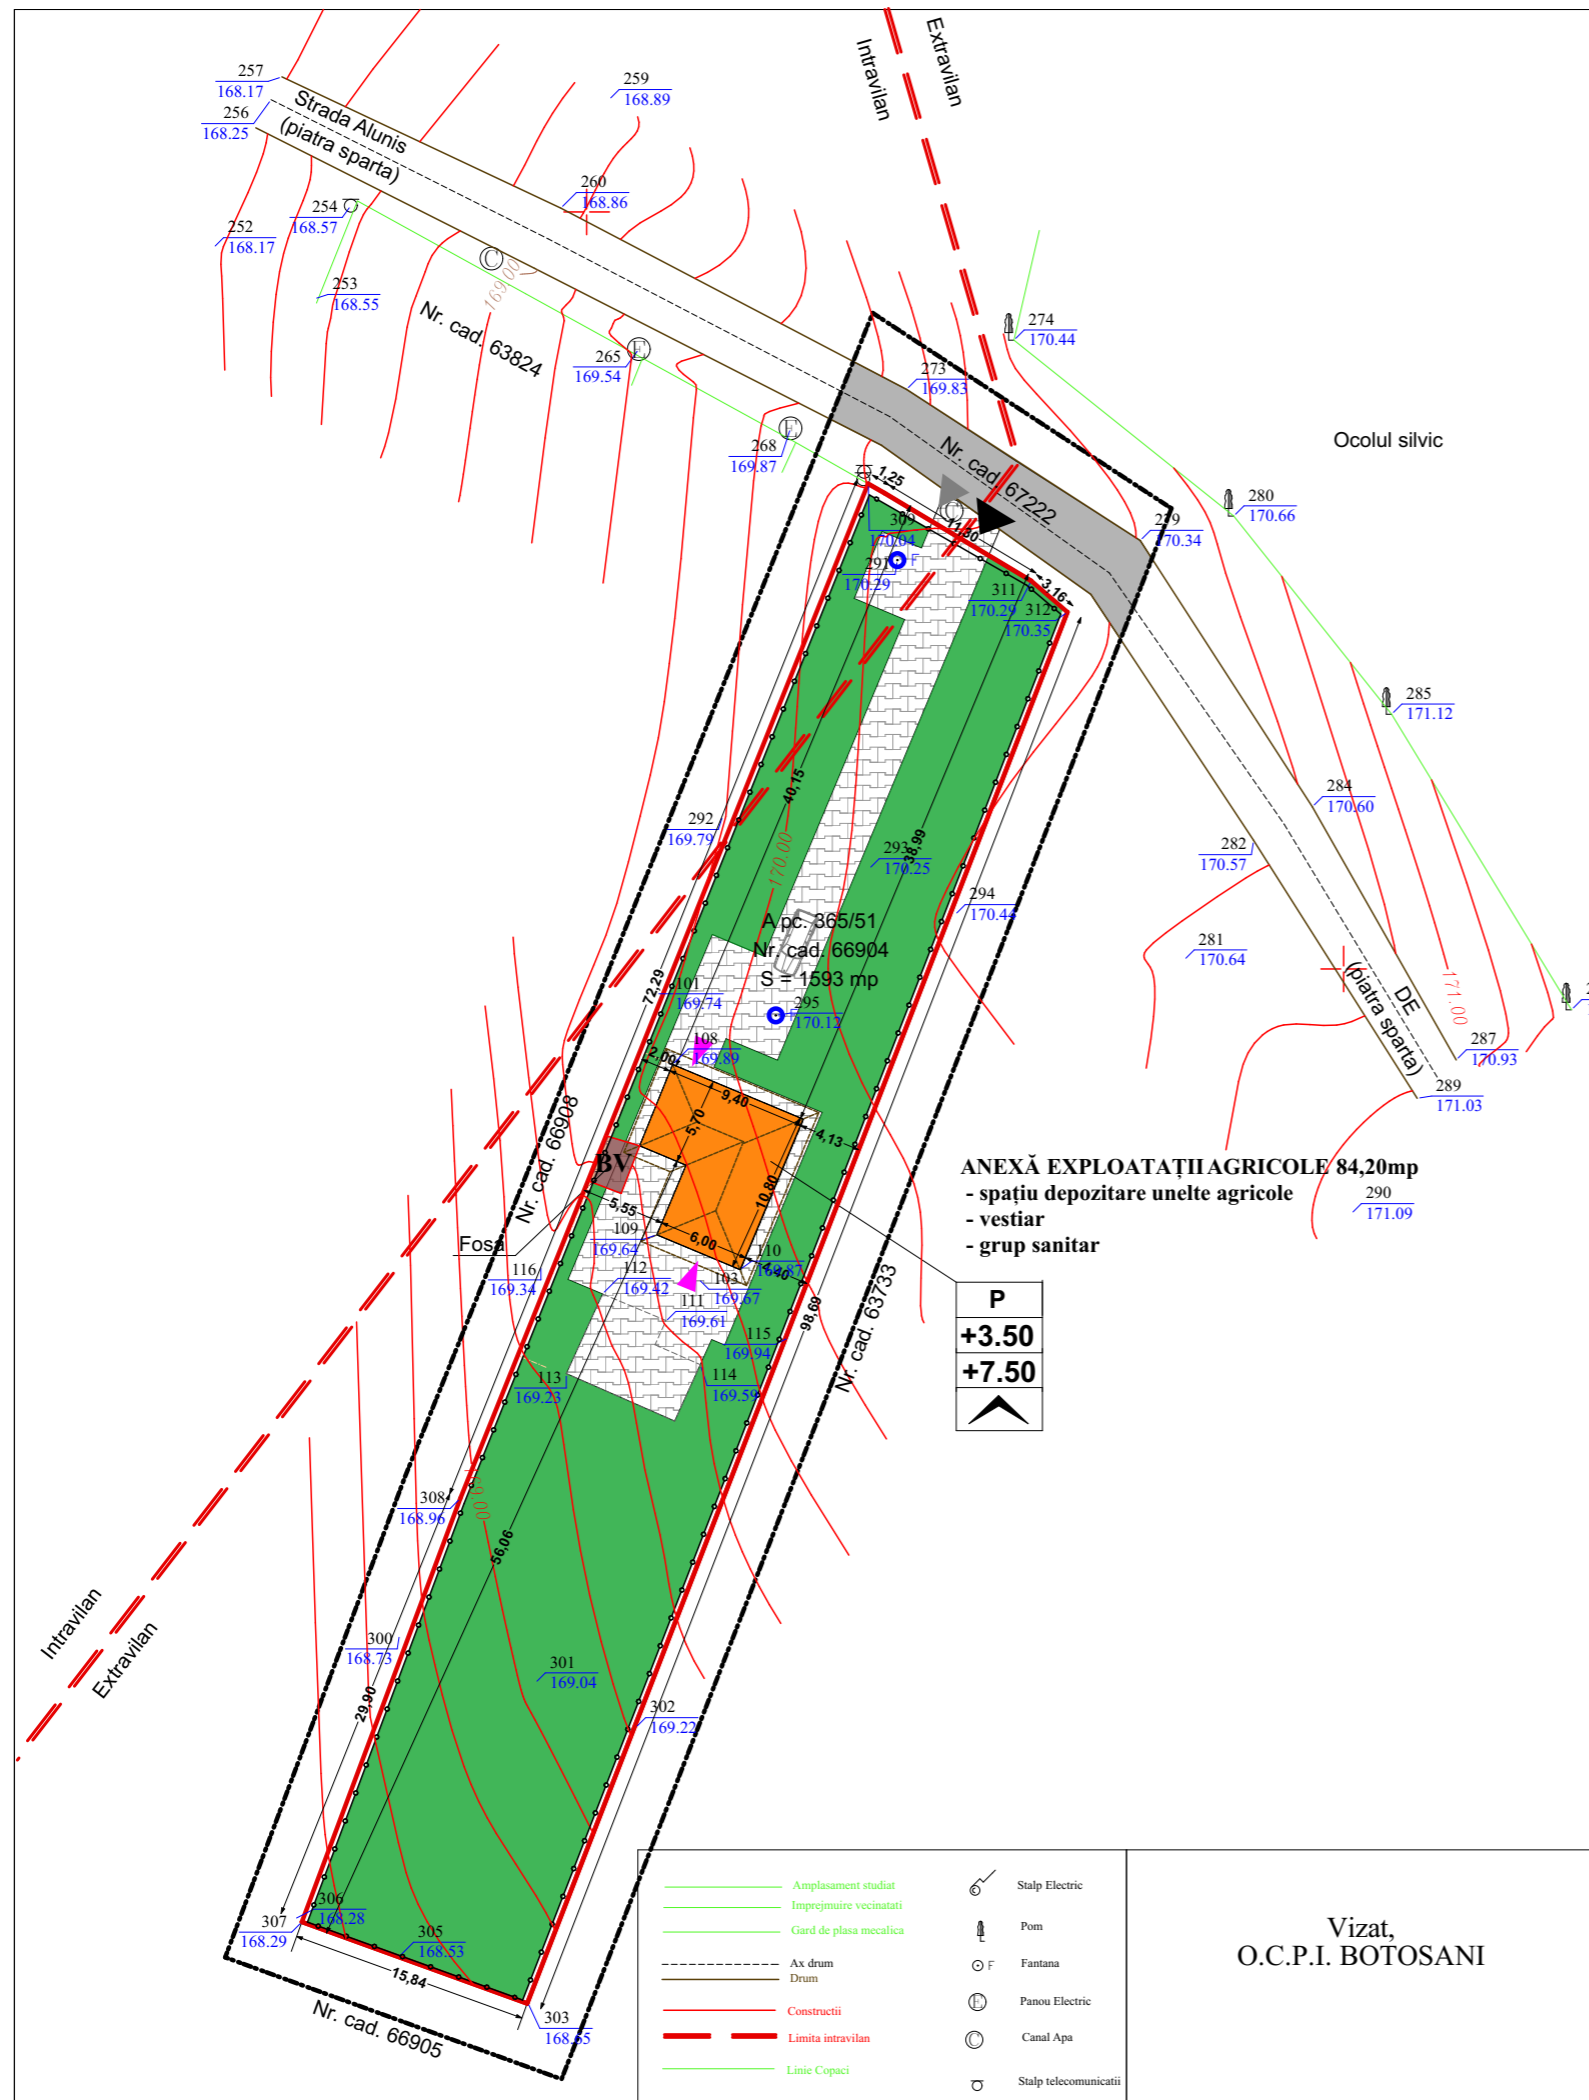 Extravilan
Intravilan
257
168.17
256
168.25
Strada Alunis
(piatra sparta)
259
168.89
260
168.86
254
168.57
252
168.17
253
168.55
C
169.00
Nr. cad. 63824
265
169.54
E
274
170.44
273
169.83
268
169.87
E
Ocolul silvic
Nr. cad. 67222
1,25
C
280
170.66
279
170.34
309
170.04
11,30
291
170.29
F
311
170.29
3,16
312
170.35
285
171.12
40,15
284
170.60
292
169.79
170.00
38,99
293
170.25
282
170.57
294
170.44
A pc. 365/51
Nr. cad. 66904
S = 1593 mp
281
170.64
72,29
101
169.74
295
170.12
171.00
DE
(piatra sparta)
287
170.93
289
171.03
108
169.89
2,00
9,40
5,70
4,13
Nr. cad. 66908
BV
ANEXĂ EXPLOATAȚII AGRICOLE 84,20mp
- spațiu depozitare unelte agricole
- vestiar
- grup sanitar
290
171.09
10,80
5,55
109
169.64
6,00
Fosa
110
169.87
4,40
116
169.34
112
169.42
103
169.67
111
169.61
P
+3.50
+7.50
98,69
Nr. cad. 63733
115
169.94
113
169.23
114
169.59
308
168.96
169.00
56,06
Intravilan
Extravilan
300
168.73
301
169.04
29,90
302
169.22
306
168.28
307
168.29
305
168.53
15,84
303
168.65
Nr. cad. 66905
Amplasament studiat
Imprejmuire vecinatati
Gard de plasa mecalica
Ax drum
Drum
Constructii
Limita intravilan
Linie Copaci
Stalp Electric
Pom
F
Fantana
E
Panou Electric
C
Canal Apa
Stalp telecomunicatii
Vizat,
O.C.P.I. BOTOSANI